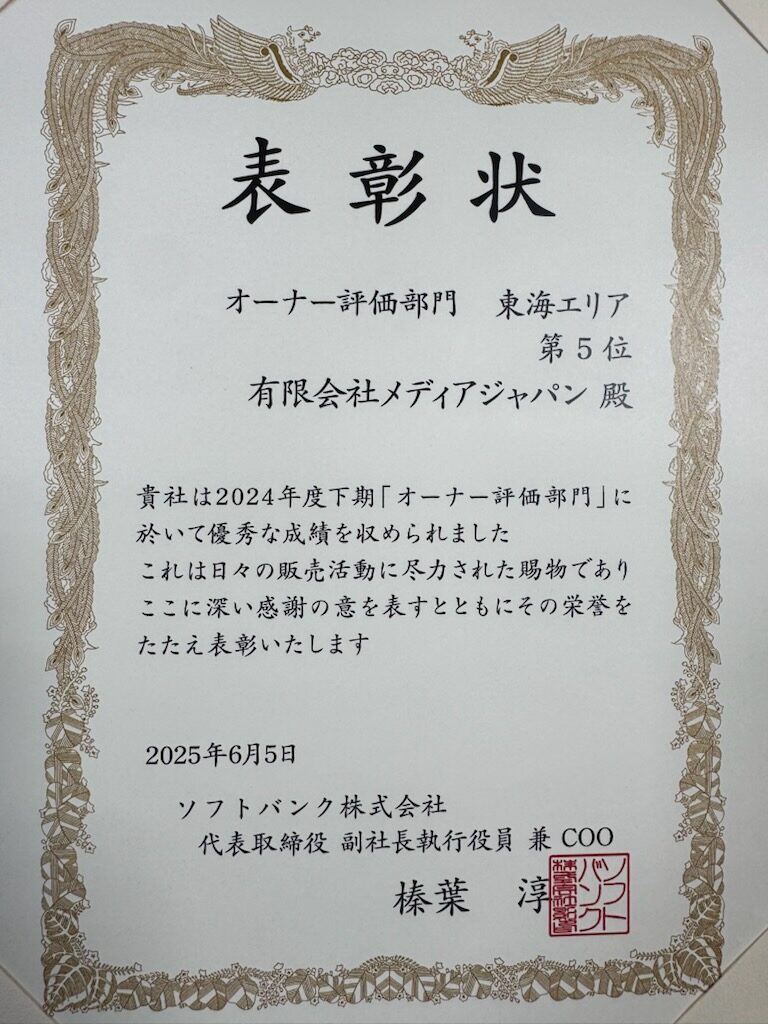 表彰状
オーナー評価部門　東海エリア
第5位
有限会社メディアジャパン 殿
貴社は2024年度下期「オーナー評価部門」に
於いて優秀な成績を収められました
これは日々の販売活動に尽力された賜物であり
ここに深い感謝の意を表すとともにその栄誉を
たたえ表彰いたします
2025年6月5日
ソフトバンク株式会社
代表取締役 副社長執行役員 兼 COO
榛葉　淳
ソフト
バンク